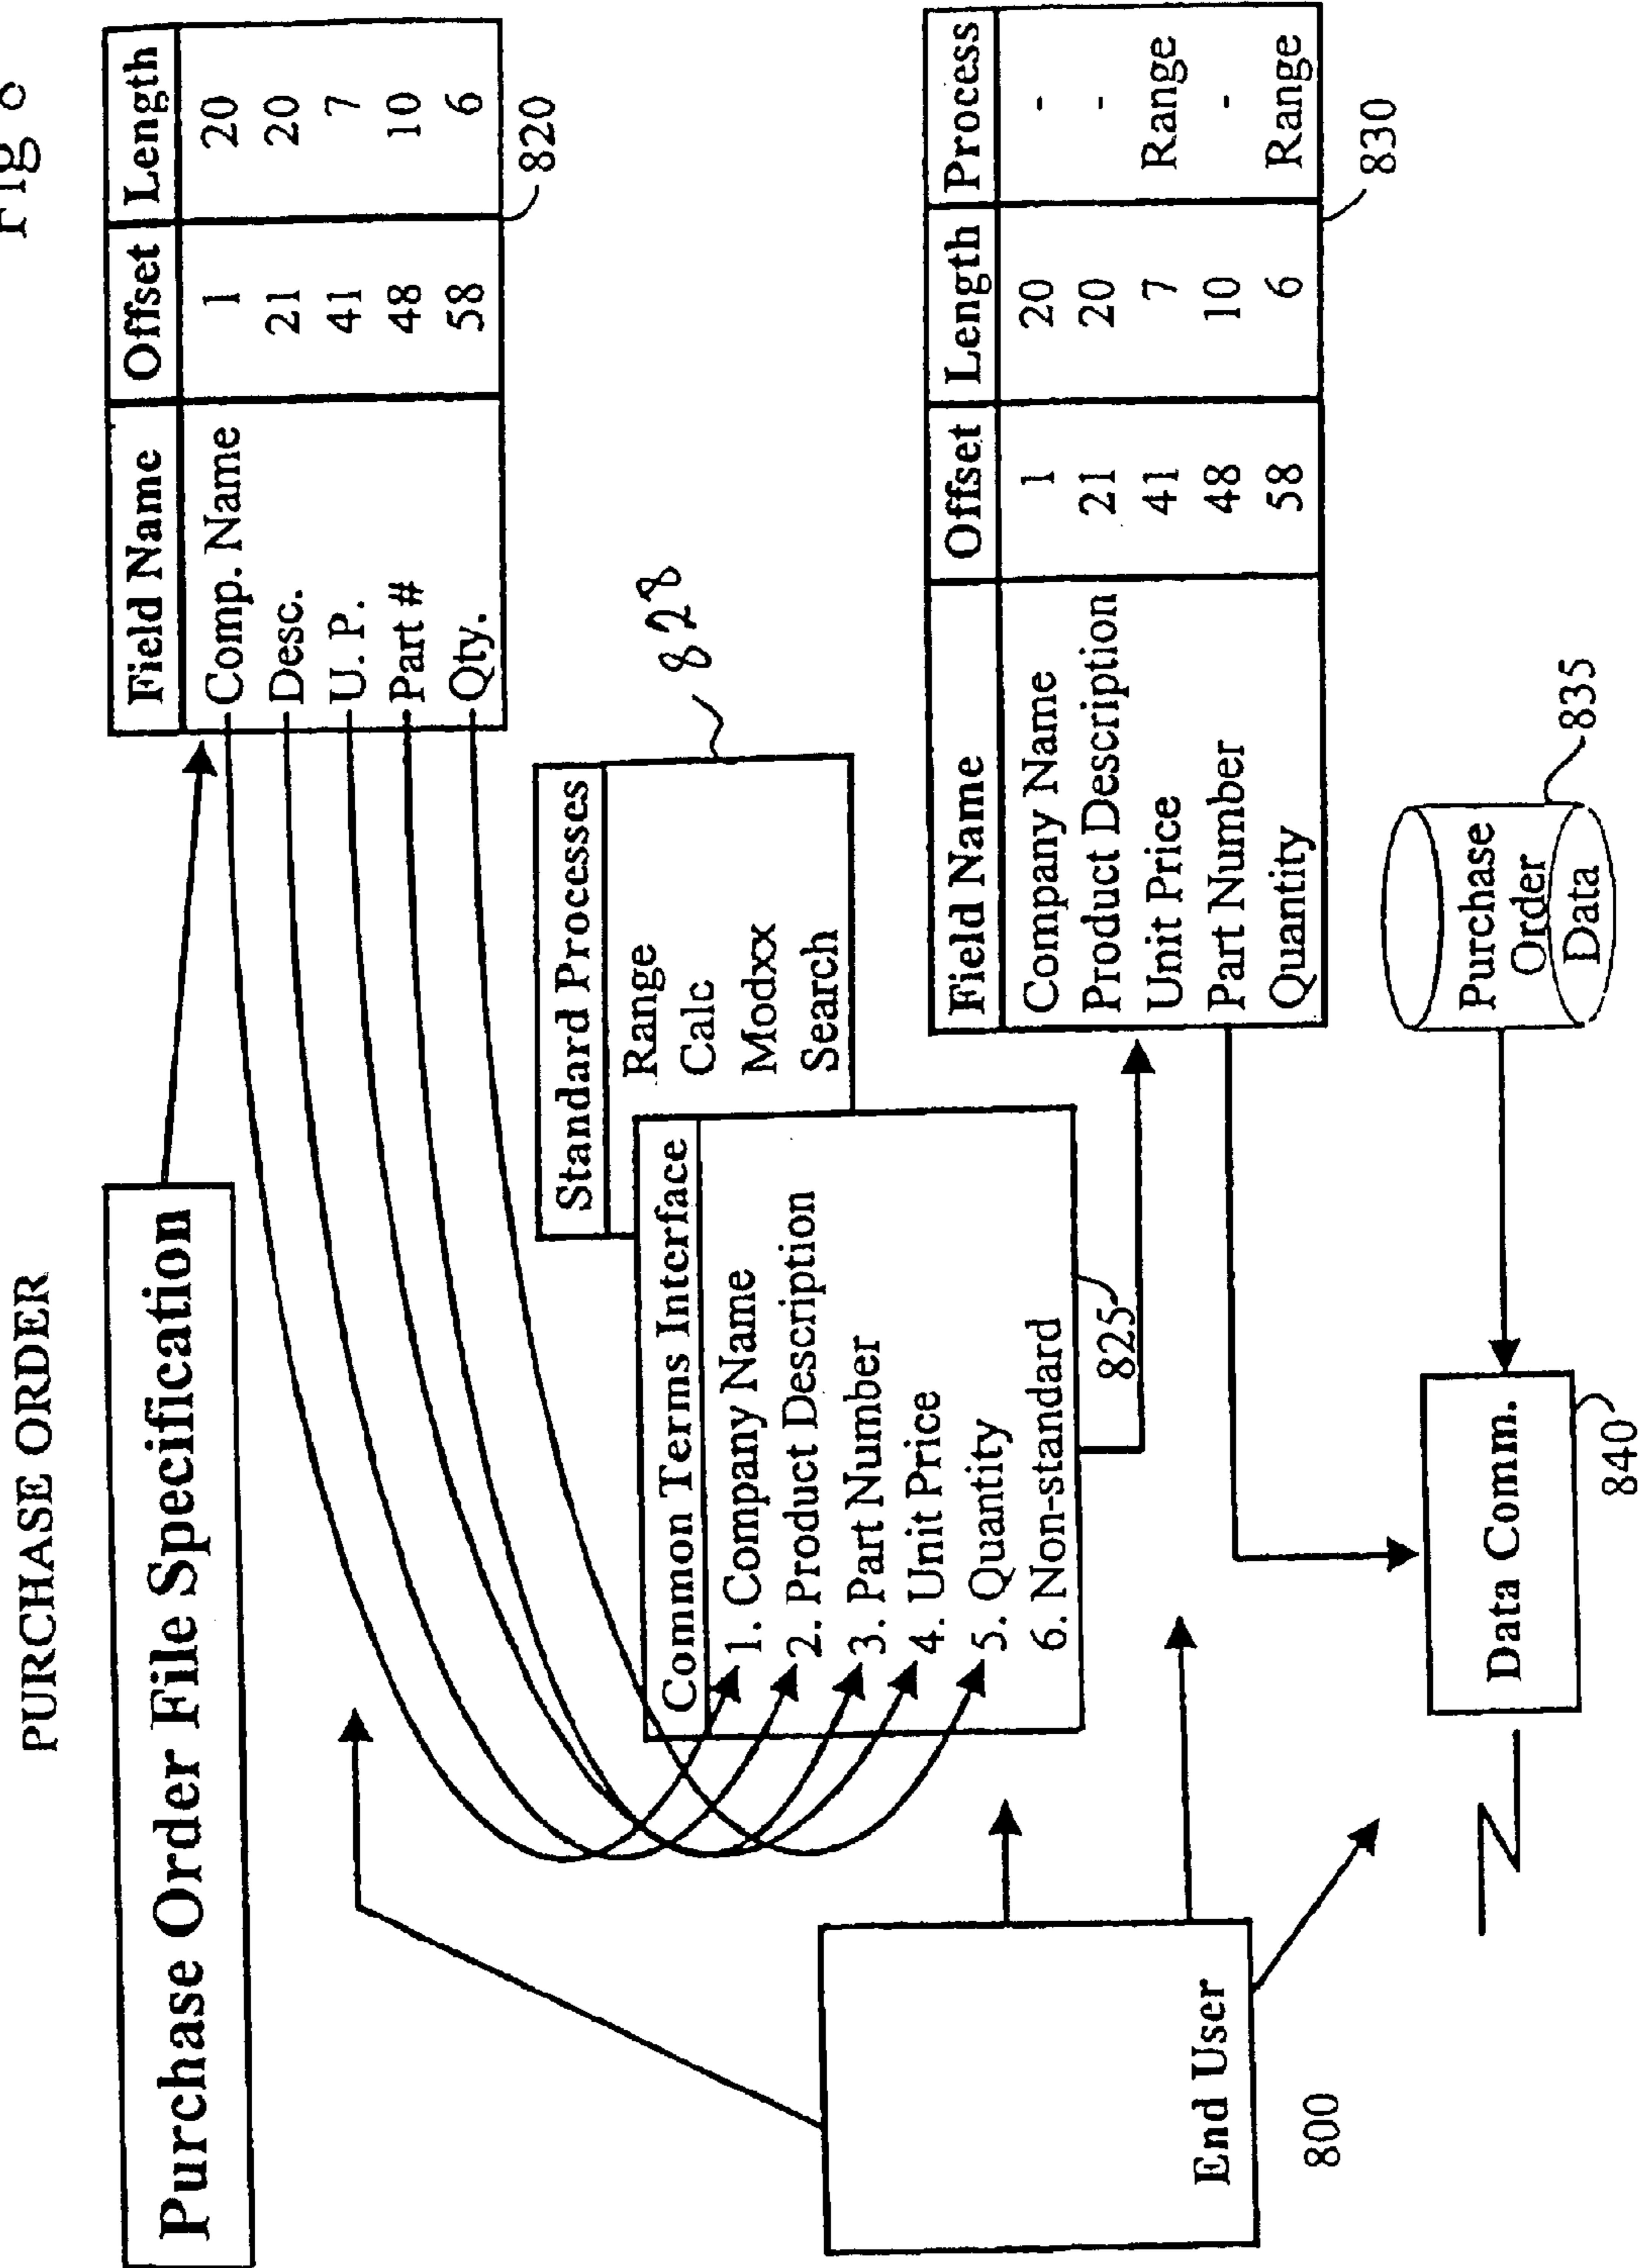 PURCHASE ORDER
Fig 8
Purchase Order File Specification
Field Name Offset Length
Comp. Name 1 20
Desc. 21 20
U. P. 41 7
Part # 48 10
Qty. 58 6
820
Standard Processes
Range
Calc
Modxx
Search
828
Common Terms Interface
1. Company Name
2. Product Description
3. Part Number
4. Unit Price
5. Quantity
6. Non-standard
825
Field Name Offset Length Process
Company Name 1 20 -
Product Description 21 20 -
Unit Price 41 7 Range
Part Number 48 10 -
Quantity 58 6 Range
830
End User
800
Purchase
Order
Data
835
Data Comm.
840